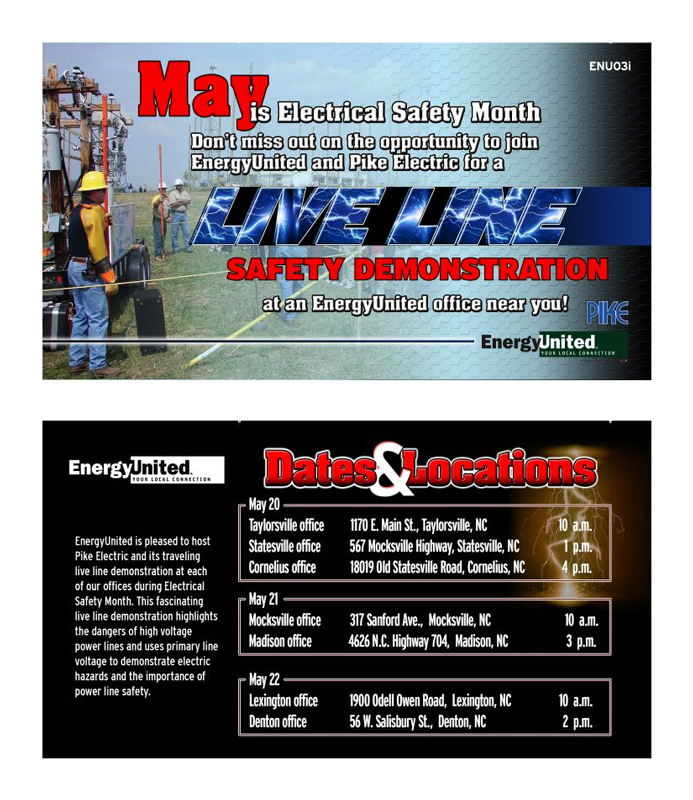 ENU03i
May
is Electrical Safety Month
Don't miss out on the opportunity to join
EnergyUnited and Pike Electric for a
LIVE LINE
SAFETY DEMONSTRATION
at an EnergyUnited office near you!
PIKE
EnergyUnited.
YOUR LOCAL CONNECTION
EnergyUnited.
YOUR LOCAL CONNECTION
Dates & Locations
EnergyUnited is pleased to host
Pike Electric and its traveling
live line demonstration at each
of our offices during Electrical
Safety Month. This fascinating
live line demonstration highlights
the dangers of high voltage
power lines and uses primary line
voltage to demonstrate electric
hazards and the importance of
power line safety.
May 20
Taylorsville office 1170 E. Main St., Taylorsville, NC 10 a.m.
Statesville office 567 Mocksville Highway, Statesville, NC 1 p.m.
Cornelius office 18019 Old Statesville Road, Cornelius, NC 4 p.m.
May 21
Mocksville office 317 Sanford Ave., Mocksville, NC 10 a.m.
Madison office 4626 N.C. Highway 704, Madison, NC 3 p.m.
May 22
Lexington office 1900 Odell Owen Road, Lexington, NC 10 a.m.
Denton office 56 W. Salisbury St., Denton, NC 2 p.m.